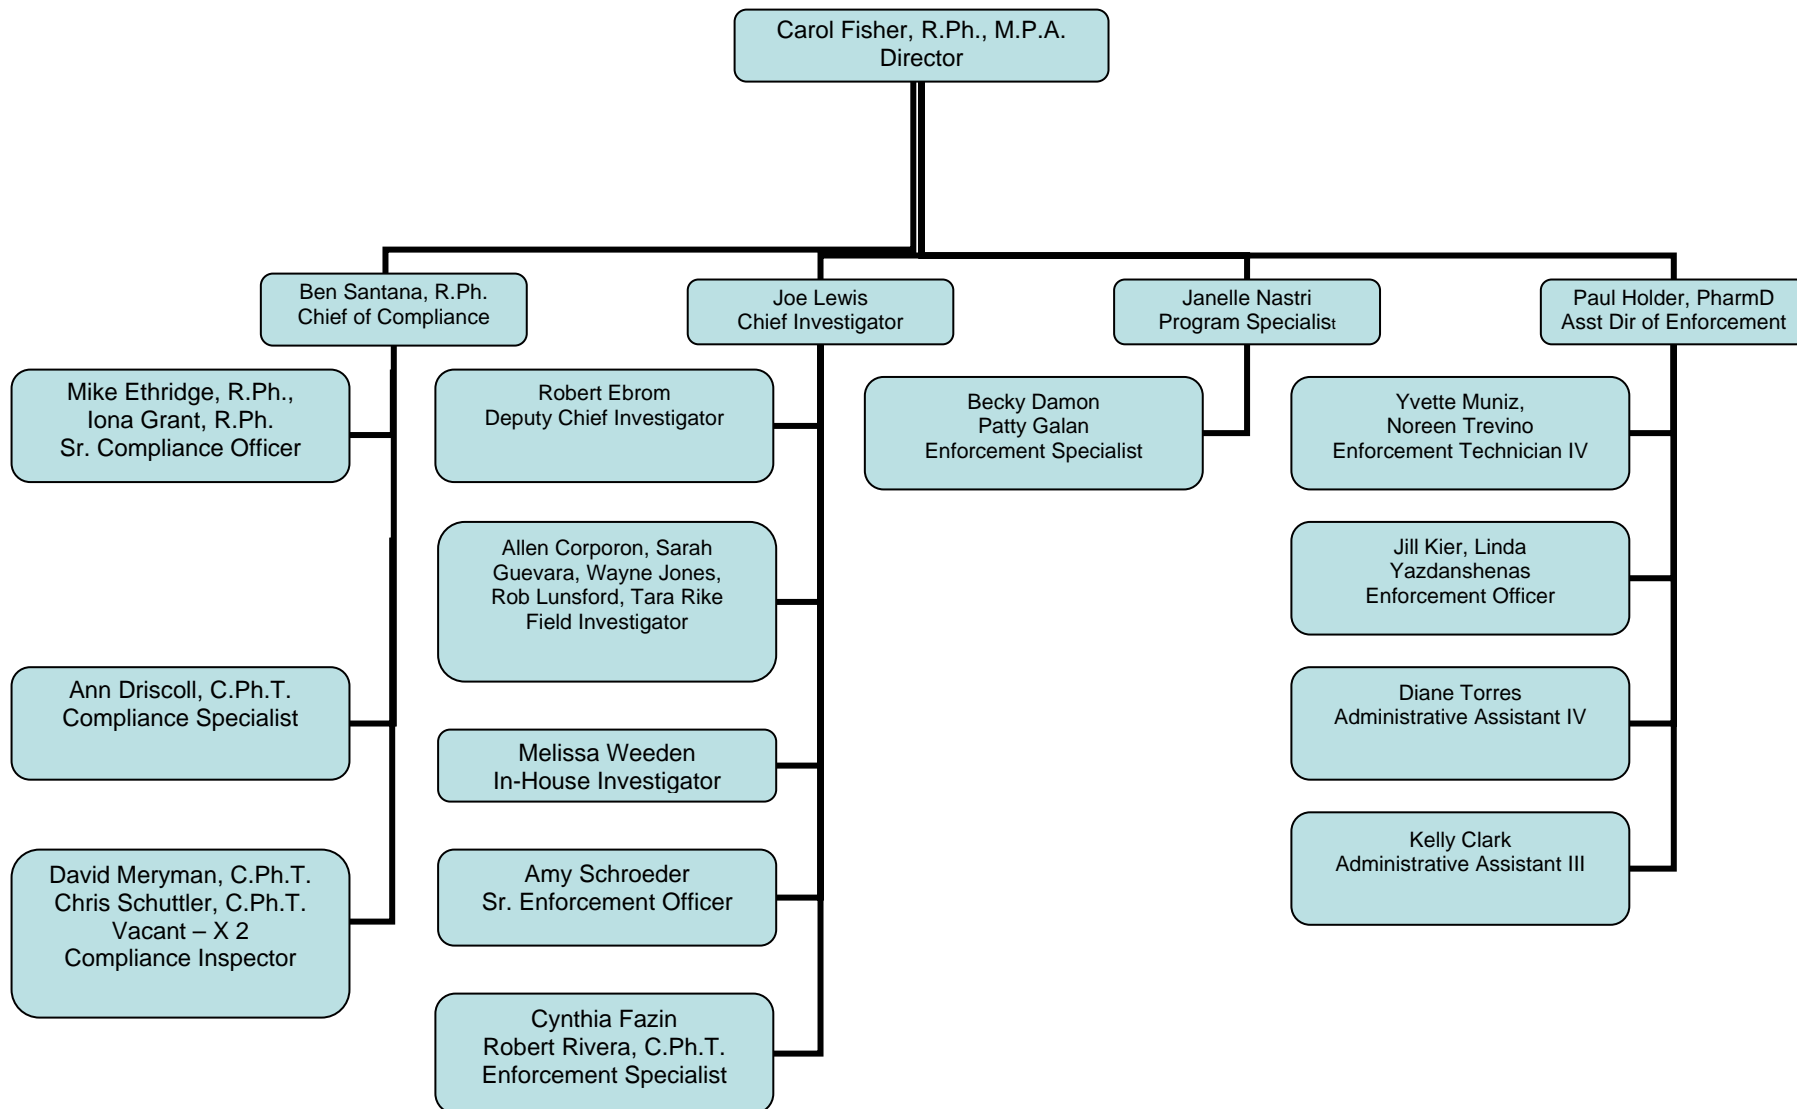 Carol Fisher, R.Ph., M.P.A.
Director
Ben Santana, R.Ph.
Chief of Compliance
Joe Lewis
Chief Investigator
Janelle Nastri
Program Specialist
Paul Holder, PharmD
Asst Dir of Enforcement
Mike Ethridge, R.Ph.,
Iona Grant, R.Ph.
Sr. Compliance Officer
Ann Driscoll, C.Ph.T.
Compliance Specialist
David Meryman, C.Ph.T.
Chris Schuttler, C.Ph.T.
Vacant – X 2
Compliance Inspector
Robert Ebrom
Deputy Chief Investigator
Allen Corporon, Sarah
Guevara, Wayne Jones,
Rob Lunsford, Tara Rike
Field Investigator
Melissa Weeden
In-House Investigator
Amy Schroeder
Sr. Enforcement Officer
Cynthia Fazin
Robert Rivera, C.Ph.T.
Enforcement Specialist
Becky Damon
Patty Galan
Enforcement Specialist
Yvette Muniz,
Noreen Trevino
Enforcement Technician IV
Jill Kier, Linda
Yazdanshenas
Enforcement Officer
Diane Torres
Administrative Assistant IV
Kelly Clark
Administrative Assistant III